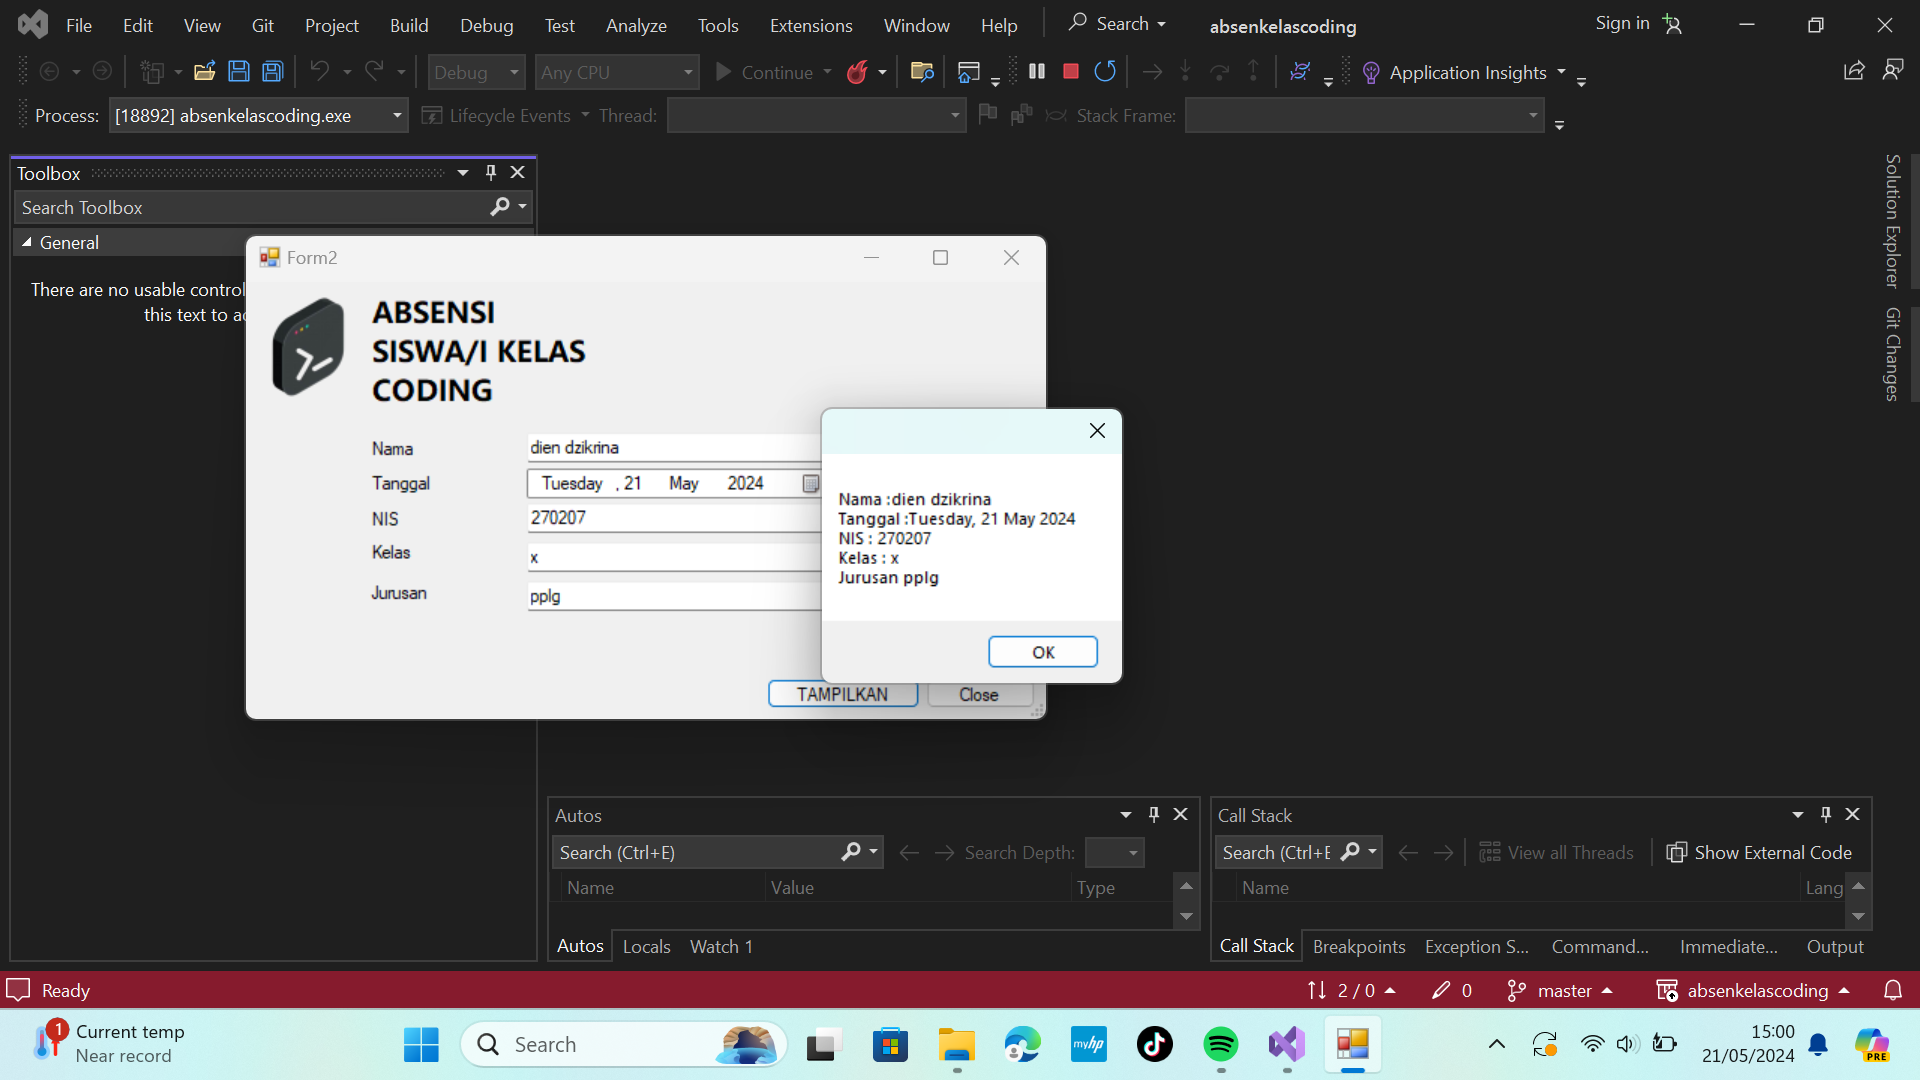 File Edit View Git Project Build Debug Test Analyze Tools Extensions Window Help Search absenkelascoding Sign in
Debug Any CPU Continue Application Insights
Process: [18892] absenkelascoding.exe Lifecycle Events Thread: Stack Frame:
Toolbox
Search Toolbox
General
There are no usable control
this text to a
Solution Explorer
Git Changes
Form2
ABSENSI
SISWA/I KELAS
CODING
Nama dien dzikrina
Tanggal Tuesday , 21 May 2024
NIS 270207
Kelas x
Jurusan pplg
TAMPILKAN Close
Nama :dien dzikrina
Tanggal :Tuesday, 21 May 2024
NIS : 270207
Kelas : x
Jurusan pplg
OK
Autos
Search (Ctrl+E) Search Depth:
Name Value Type
Autos Locals Watch 1
Call Stack
Search (Ctrl+E View all Threads Show External Code
Name Lang
Call Stack Breakpoints Exception S... Command... Immediate... Output
Ready 2 / 0 0 master absenkelascoding
1 Current temp
Near record
Search
myhp
15:00
21/05/2024
PRE